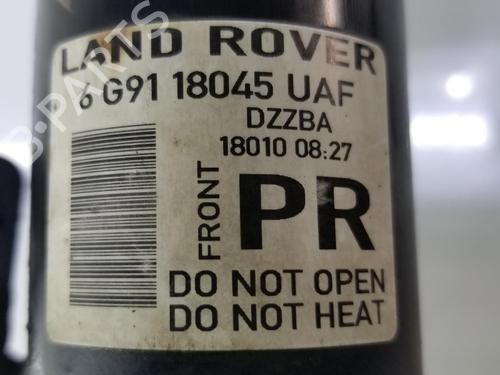 LAND ROVER
6 G91 18045 UAF
DZZBA
18010 08:27
FRONT
PR
DO NOT OPEN
DO NOT HEAT
B-PARTS